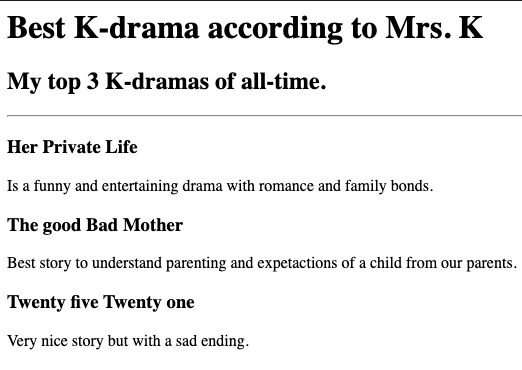 Best K-drama according to Mrs. K
My top 3 K-dramas of all-time.
Her Private Life
Is a funny and entertaining drama with romance and family bonds.
The good Bad Mother
Best story to understand parenting and expetactions of a child from our parents.
Twenty five Twenty one
Very nice story but with a sad ending.